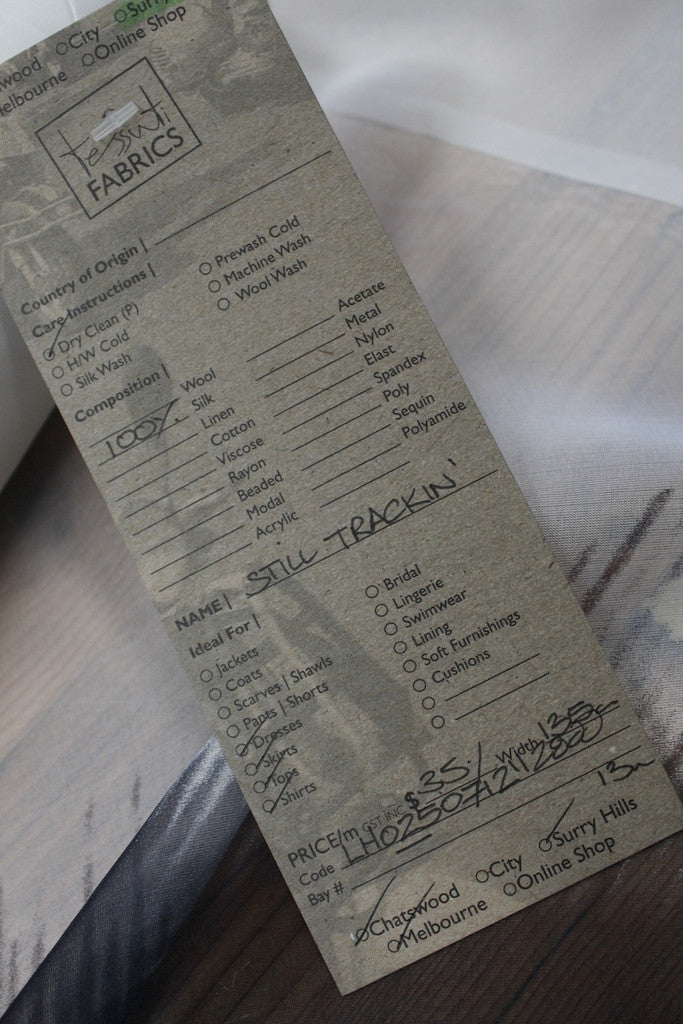 City Surry
Melbourne Online Shop
tessuti
FABRICS
Country of Origin |
Care Instructions |
Dry Clean (P)
H/W Cold
Silk Wash
Prewash Cold
Machine Wash
Wool Wash
Composition |
Wool
100% Silk
Linen
Cotton
Viscose
Rayon
Beaded
Modal
Acrylic
Acetate
Metal
Nylon
Elast
Spandex
Poly
Sequin
Polyamide
NAME | STILL TRACKIN'
Ideal For |
Jackets
Coats
Scarves | Shawls
Pants | Shorts
Dresses
Skirts
Tops
Shirts
Bridal
Lingerie
Swimwear
Lining
Soft Furnishings
Cushions
PRICE/m GST INC $35./ Width 135c
Code LH02507121200
Bay # 13m
Chatswood City Surry Hills
Melbourne Online Shop